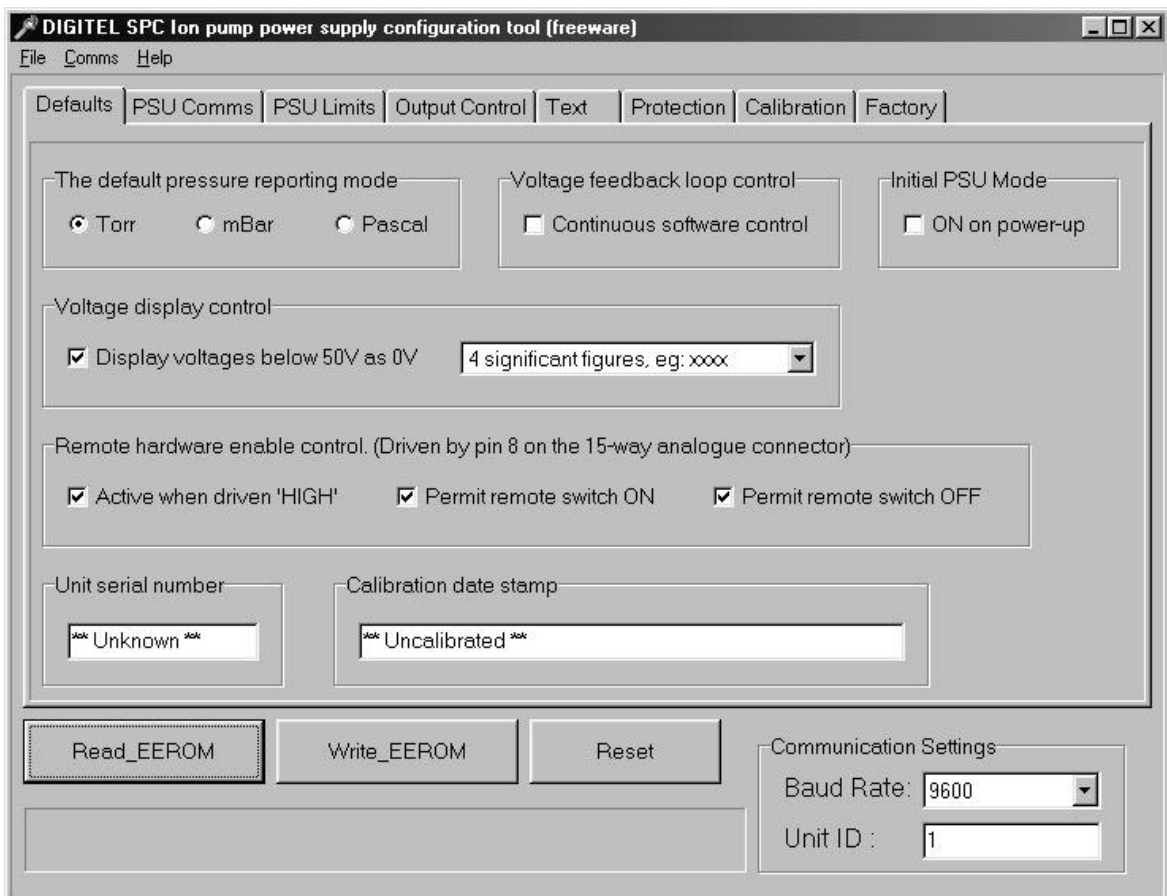 DIGITEL SPC Ion pump power supply configuration tool (freeware)
File Comms Help
Defaults PSU Comms PSU Limits Output Control Text Protection Calibration Factory
The default pressure reporting mode Voltage feedback loop control Initial PSU Mode
Torr mBar Pascal Continuous software control ON on power-up
Voltage display control
Display voltages below 50V as 0V 4 significant figures, eg: xxxx
Remote hardware enable control. (Driven by pin 8 on the 15-way analogue connector)
Active when driven 'HIGH' Permit remote switch ON Permit remote switch OFF
Unit serial number Calibration date stamp
** Unknown ** ** Uncalibrated **
Read_EEROM Write_EEROM Reset
Communication Settings
Baud Rate: 9600
Unit ID : 1